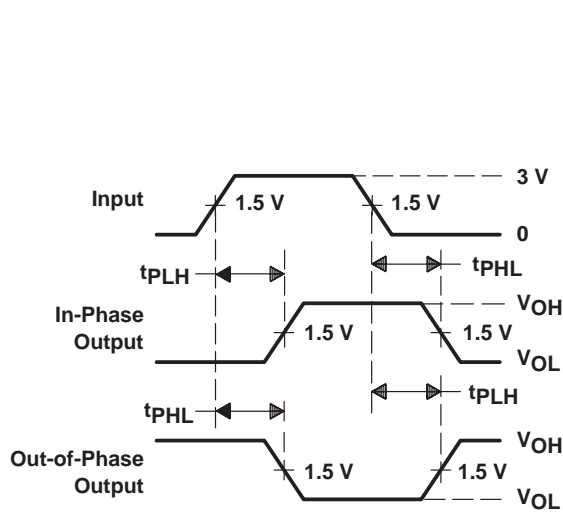 3 V
Input
1.5 V
1.5 V
0
tPLH
tPHL
VOH
In-Phase
Output
1.5 V
1.5 V
VOL
tPLH
tPHL
VOH
Out-of-Phase
Output
1.5 V
1.5 V
VOL